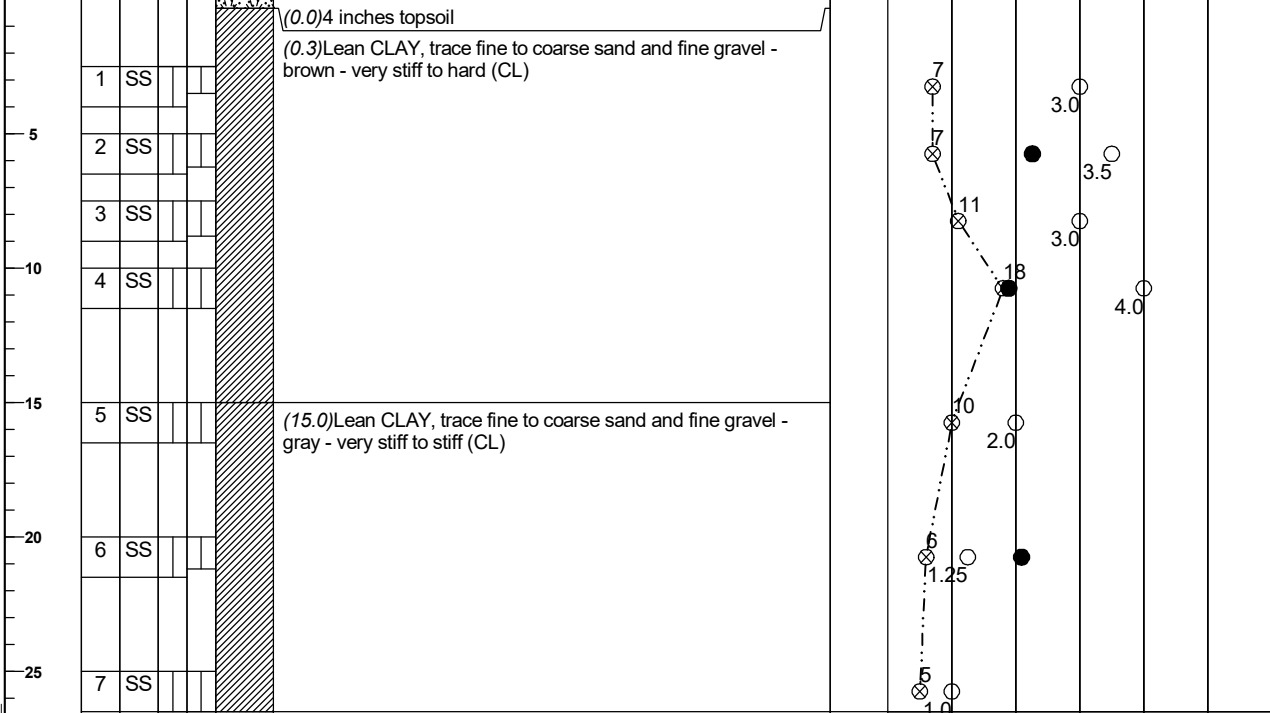 (0.0)4 inches topsoil
(0.3)Lean CLAY, trace fine to coarse sand and fine gravel -
brown - very stiff to hard (CL)
7
1 SS
3.0
5
7
2 SS
3.5
11
3 SS
3.0
10
18
4 SS
4.0
15
10
5 SS
(15.0)Lean CLAY, trace fine to coarse sand and fine gravel -
gray - very stiff to stiff (CL)
2.0
20
6
6 SS
1.25
25
5
7 SS
1.0